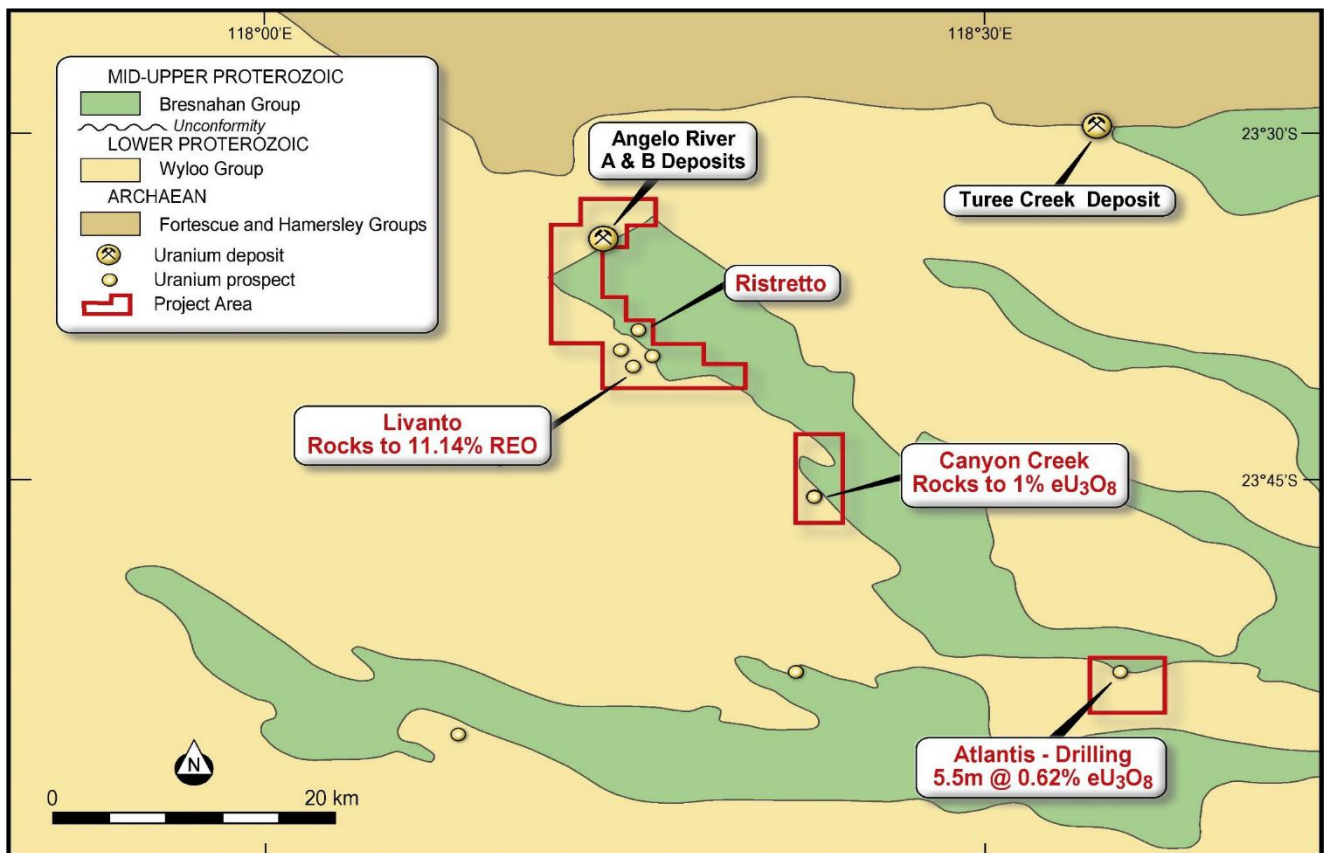 118°00'E
118°30'E
MID-UPPER PROTEROZOIC
Bresnahan Group
Unconformity
LOWER PROTEROZOIC
Wyloo Group
ARCHAEAN
Fortescue and Hamersley Groups
Uranium deposit
Uranium prospect
Project Area
Angelo River
A & B Deposits
23°30'S
Turee Creek Deposit
Ristretto
Livanto
Rocks to 11.14% REO
Canyon Creek
Rocks to 1% eU₃O₈
23°45'S
Atlantis - Drilling
5.5m @ 0.62% eU₃O₈
N
0
20 km